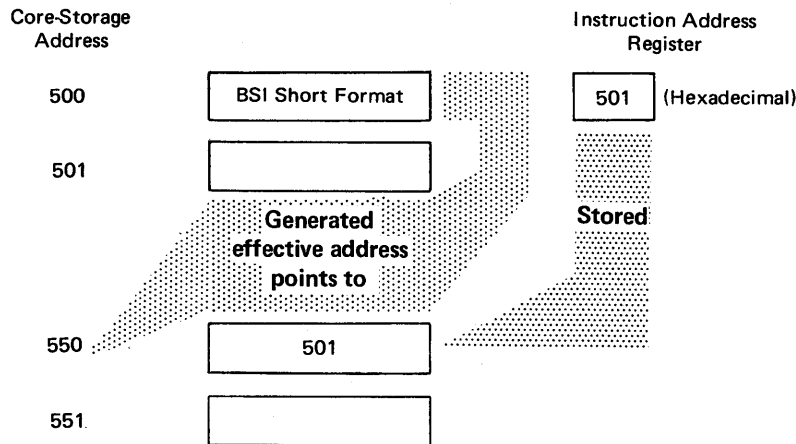 Core-Storage
Address
Instruction Address
Register
500
BSI Short Format
501
(Hexadecimal)
501
Generated
effective address
points to
Stored
550
501
551.